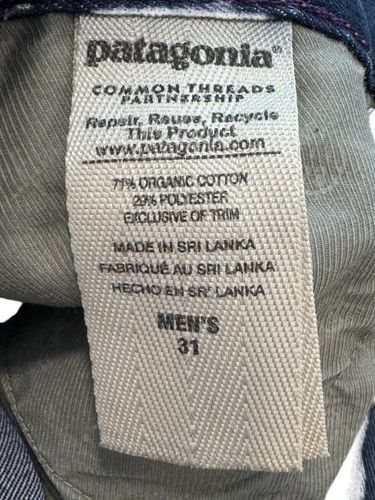 patagonia®
COMMON THREADS
PARTNERSHIP
Repair, Reuse, Recycle
This Product
www.patagonia.com
71% ORGANIC COTTON
29% POLYESTER
EXCLUSIVE OF TRIM
MADE IN SRI LANKA
FABRIQUÉ AU SRI LANKA
HECHO EN SRI LANKA
MEN'S
31